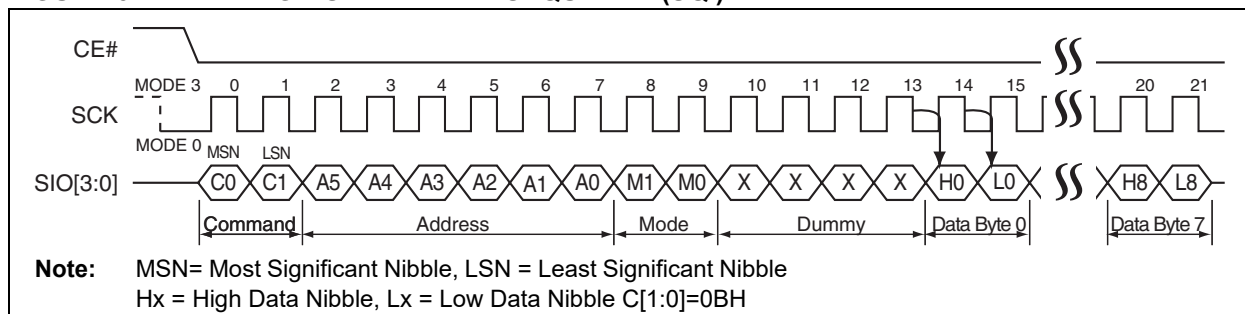 CE#
MODE 3 0 1 2 3 4 5 6 7 8 9 10 11 12 13 14 15 20 21
SCK
MODE 0
MSN LSN
SIO[3:0] C0 C1 A5 A4 A3 A2 A1 A0 M1 M0 X X X X H0 L0 H8 L8
Command Address Mode Dummy Data Byte 0 Data Byte 7
Note: MSN= Most Significant Nibble, LSN = Least Significant Nibble
Hx = High Data Nibble, Lx = Low Data Nibble C[1:0]=0BH